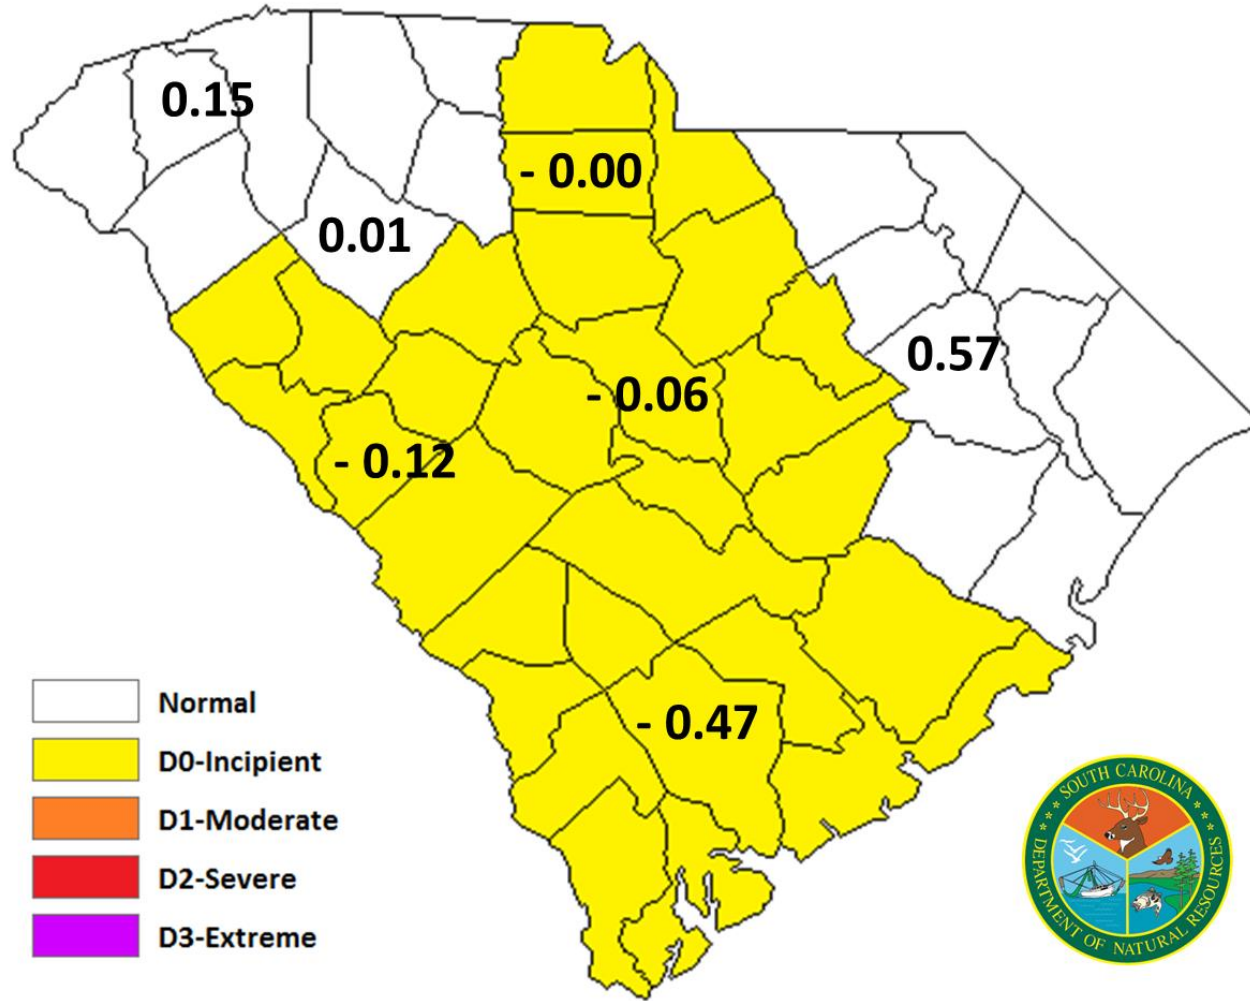 0.15
- 0.00
0.01
0.57
- 0.06
- 0.12
- 0.47
Normal
D0-Incipient
D1-Moderate
D2-Severe
D3-Extreme
SOUTH CAROLINA
DEPARTMENT OF NATURAL RESOURCES